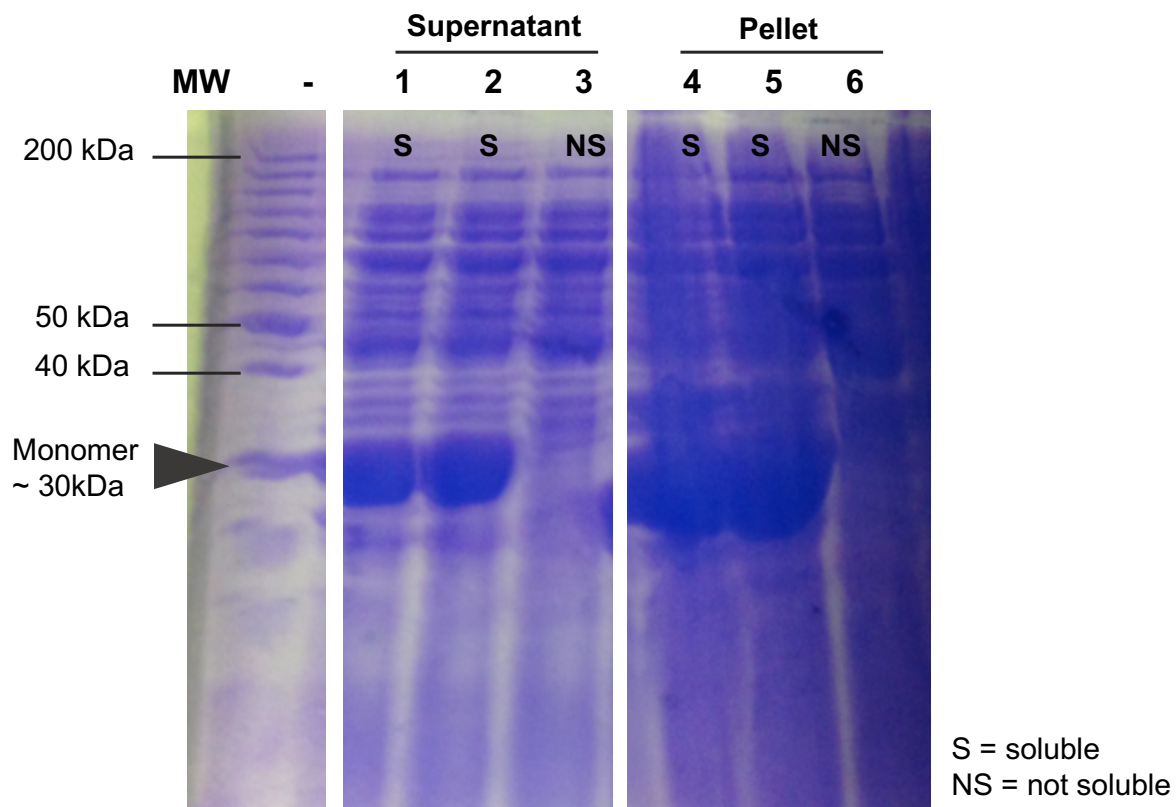 Supernatant
Pellet
MW - 1 2 3 4 5 6
S S NS S S NS
200 kDa
50 kDa
40 kDa
Monomer
~ 30kDa
S = soluble
NS = not soluble